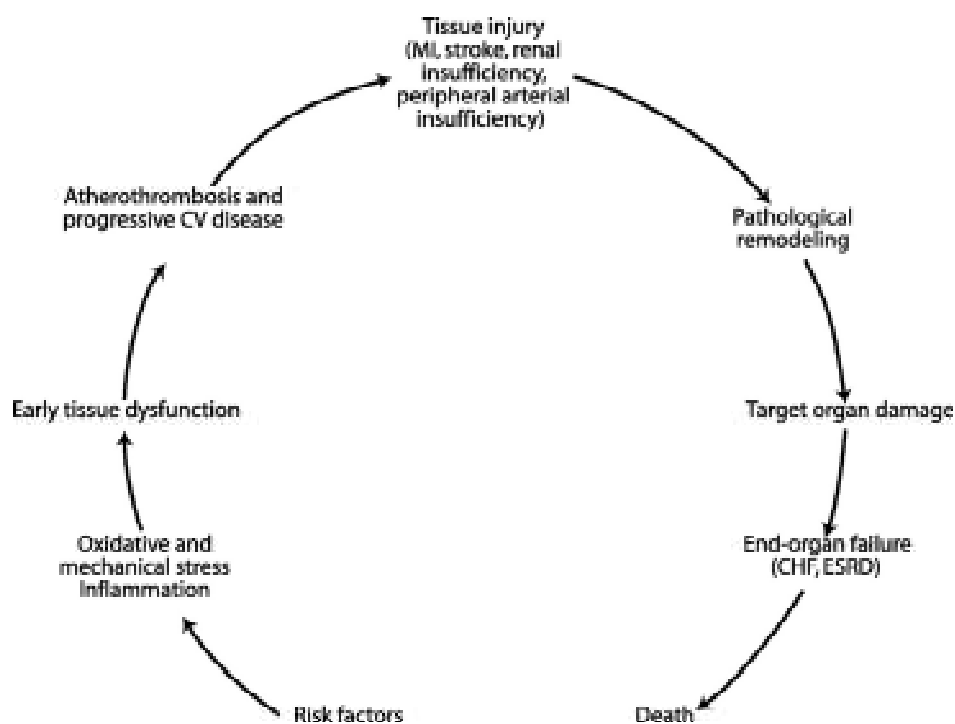 Tissue injury
(MI, stroke, renal
insufficiency,
peripheral arterial
insufficiency)
Atherothrombosis and
progressive CV disease
Pathological
remodeling
Early tissue dysfunction
Target organ damage
Oxidative and
mechanical stress
Inflammation
End-organ failure
(CHF, ESRD)
Risk factors
Death